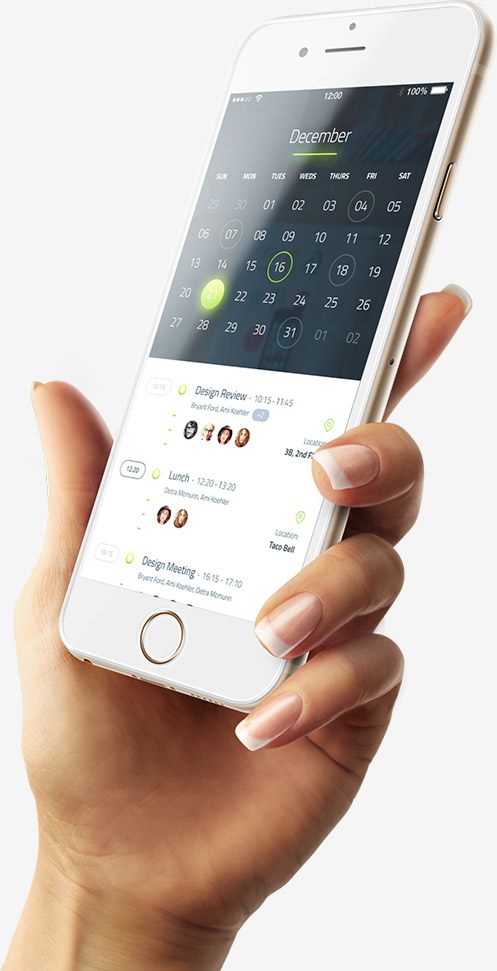 12:00 100%
December
SUN MON TUES WEDS THURS FRI SAT
29 30 01 02 03 04 05
06 07 08 09 10 11 12
13 14 15 16 17 18 19
20 21 22 23 24 25 26
27 28 29 30 31 01 02
10:15 Design Review · 10:15 - 11:45
Bryant Ford, Ami Koehler +2
Location:
3B, 2nd
12:20 Lunch · 12:20 - 13:20
Detra Mcmunn, Ami Koehler
Location:
Taco Bell
16:15 Design Meeting · 16:15 - 17:10
Bryant Ford, Ami Koehler, Detra Mcmunn